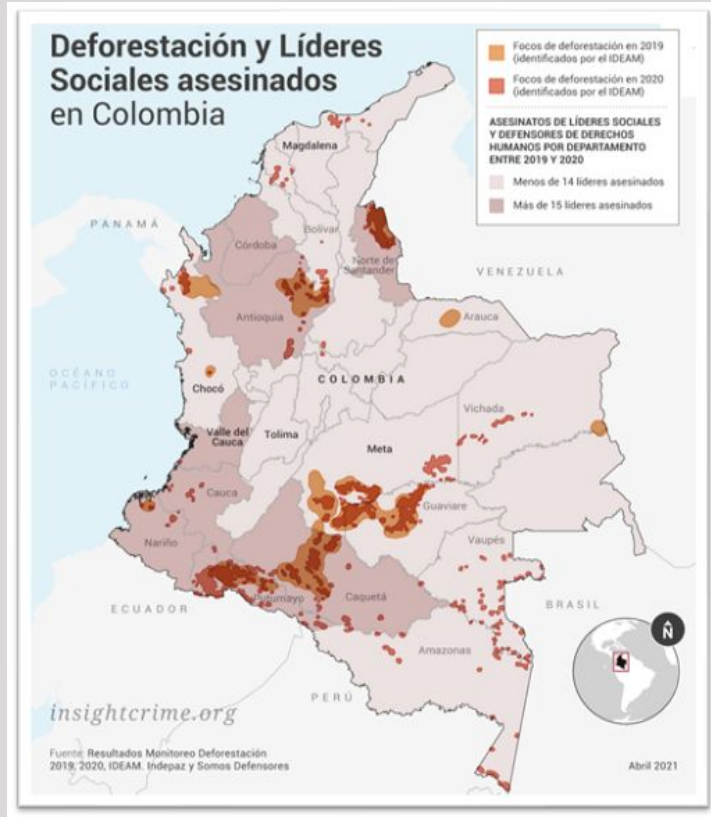 Deforestación y Líderes
Sociales asesinados
en Colombia
Focos de deforestación en 2019
(identificados por el IDEAM)
Focos de deforestación en 2020
(identificados por el IDEAM)
ASESINATOS DE LÍDERES SOCIALES
Y DEFENSORES DE DERECHOS
HUMANOS POR DEPARTAMENTO
ENTRE 2019 Y 2020
Menos de 14 líderes asesinados
Más de 15 líderes asesinados
Magdalena
PANAMÁ
Córdoba
Bolívar
Norte de
Santander
VENEZUELA
Antioquia
Arauca
OCÉANO
PACÍFICO
COLOMBIA
Chocó
Vichada
Valle del
Cauca
Tolima
Meta
Cauca
Guaviare
Nariño
Vaupés
Putumayo
Caquetá
ECUADOR
BRASIL
Amazonas
N
PERÚ
insightcrime.org
Fuente: Resultados Monitoreo Deforestación
2019, 2020, IDEAM. Indepaz y Somos Defensores
Abril 2021